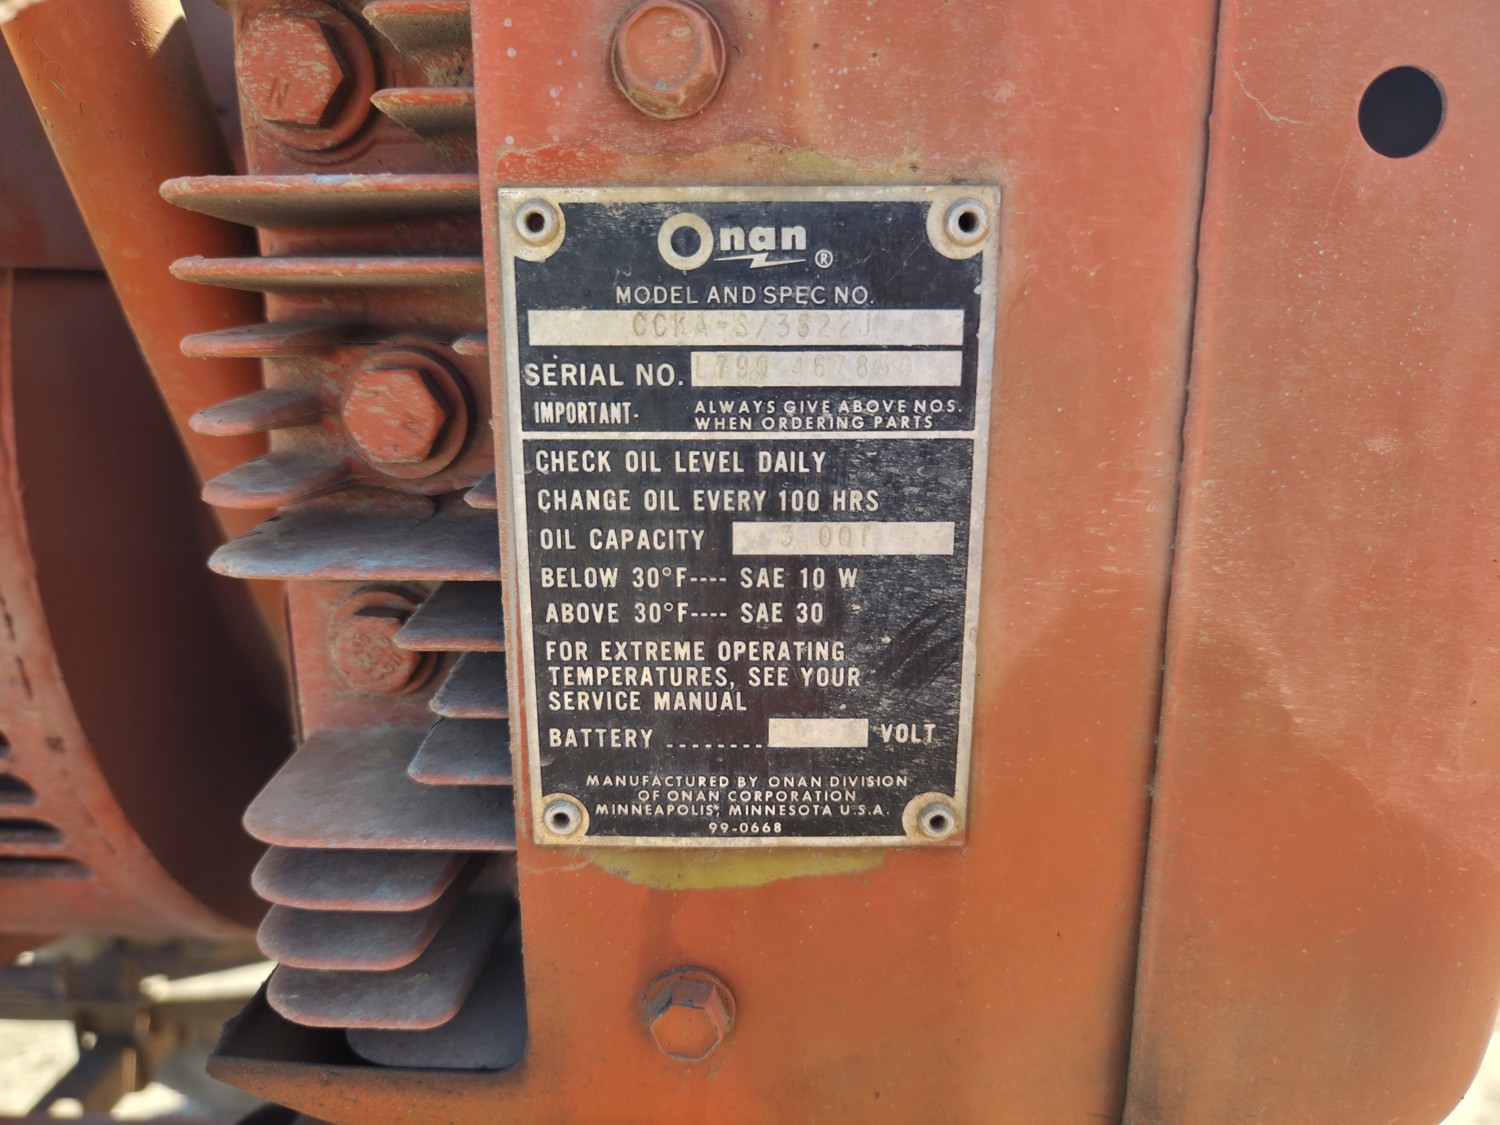 Onan ®
MODEL AND SPEC NO.
CCKA-S/3622J
SERIAL NO.
IMPORTANT- ALWAYS GIVE ABOVE NOS.
WHEN ORDERING PARTS
CHECK OIL LEVEL DAILY
CHANGE OIL EVERY 100 HRS
OIL CAPACITY
BELOW 30°F---- SAE 10 W
ABOVE 30°F---- SAE 30
FOR EXTREME OPERATING
TEMPERATURES, SEE YOUR
SERVICE MANUAL
BATTERY ........ VOLT
MANUFACTURED BY ONAN DIVISION
OF ONAN CORPORATION
MINNEAPOLIS, MINNESOTA U.S.A.
99-0668